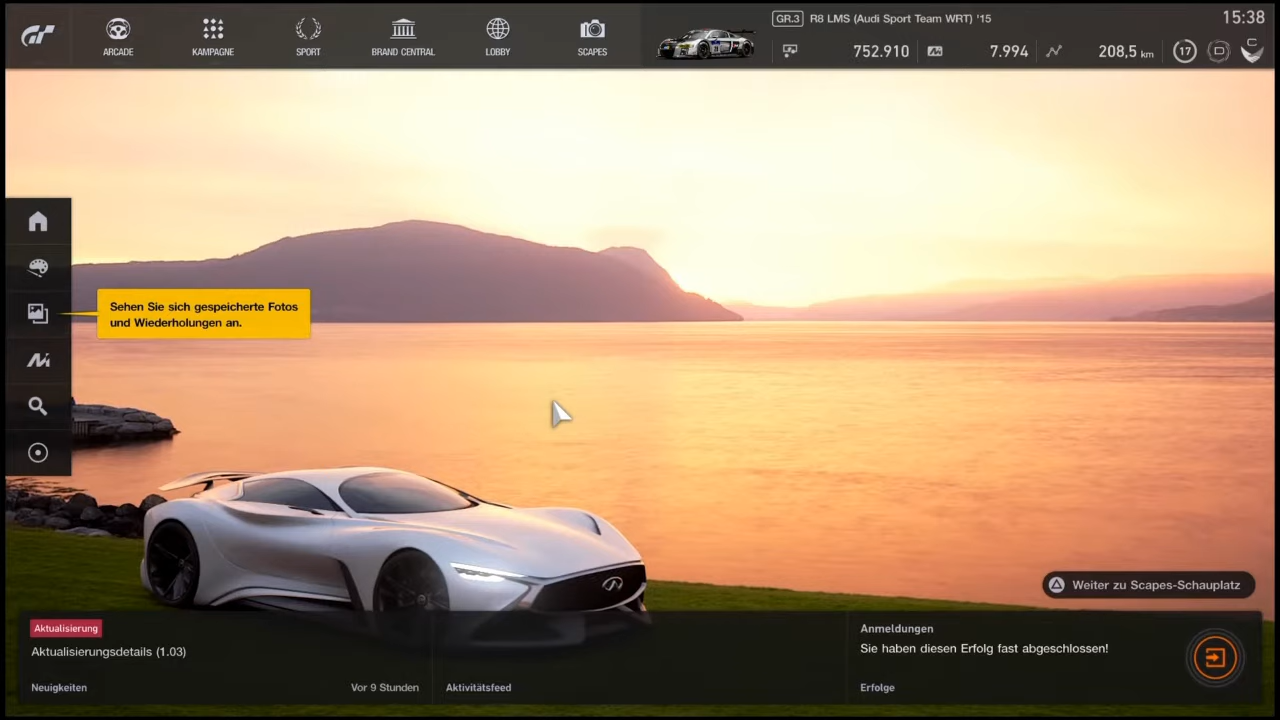 ARCADE
KAMPAGNE
SPORT
BRAND CENTRAL
LOBBY
SCAPES
GR.3 R8 LMS (Audi Sport Team WRT) '15
15:38
752.910
7.994
208,5 km
17
D
C
Sehen Sie sich gespeicherte Fotos
und Wiederholungen an.
Weiter zu Scapes-Schauplatz
Aktualisierung
Aktualisierungsdetails (1.03)
Neuigkeiten
Vor 9 Stunden
Aktivitätsfeed
Anmeldungen
Sie haben diesen Erfolg fast abgeschlossen!
Erfolge